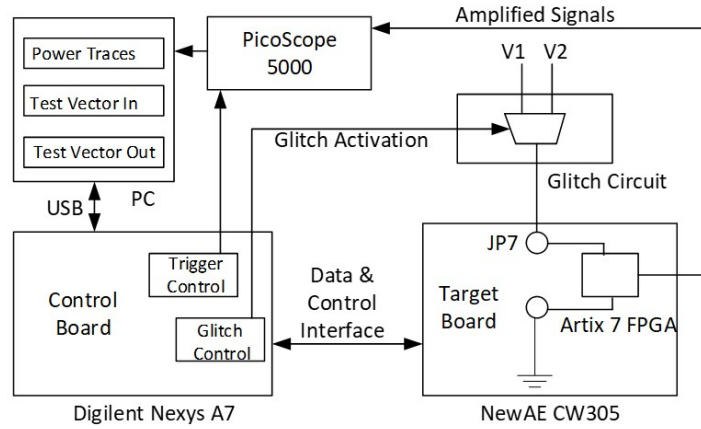 Amplified Signals
Power Traces
Test Vector In
Test Vector Out
PicoScope
5000
V1 V2
Glitch Activation
Glitch Circuit
USB
PC
Control
Board
Trigger
Control
Glitch
Control
Data &
Control
Interface
JP7
Target
Board
Artix 7 FPGA
Digilent Nexys A7
NewAE CW305